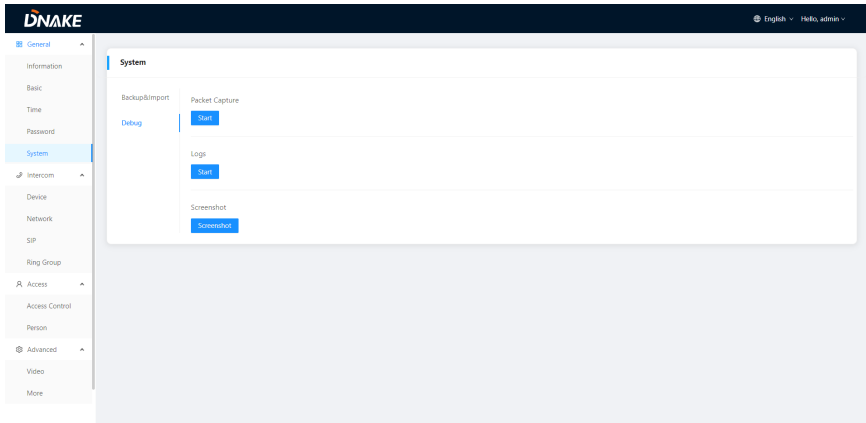 DNAKE
English
Hello, admin
General
Information
Basic
Time
Password
System
Intercom
Device
Network
SIP
Ring Group
Access
Access Control
Person
Advanced
Video
More
System
Backup&Import
Debug
Packet Capture
Start
Logs
Start
Screenshot
Screenshot